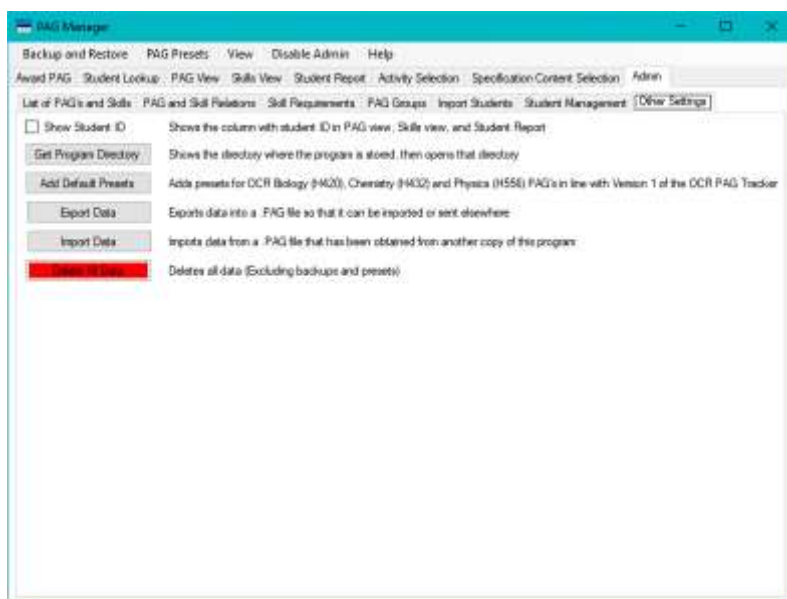 PAG Manager
Backup and Restore PAG Presets View Disable Admin Help
Award PAG Student Lookup PAG View Skills View Student Report Activity Selection Specification Content Selection Admin
List of PAG's and Skills PAG and Skill Relations Skill Requirements PAG Groups Import Students Student Management Other Settings
Show Student ID Shows the column with student ID in PAG view, Skills view, and Student Report
Get Program Directory Shows the directory where the program is stored, then opens that directory
Add Default Presets Adds presets for OCR Biology (H420), Chemistry (H432) and Physics (H556) PAG's in line with Version 1 of the OCR PAG Tracker
Export Data Exports data into a .PAG file so that it can be imported or sent elsewhere
Import Data Imports data from a .PAG file that has been obtained from another copy of this program
Delete All Data Deletes all data (Excluding backups and presets)